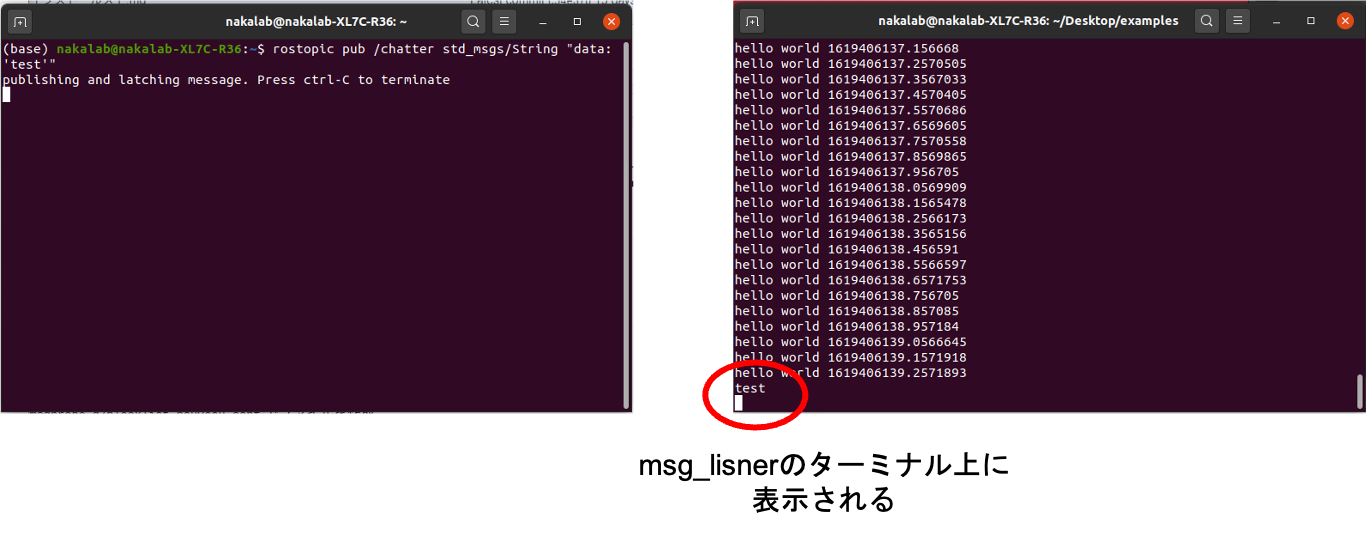 nakalab@nakalab-XL7C-R36: ~
(base) nakalab@nakalab-XL7C-R36:~$ rostopic pub /chatter std_msgs/String "data:
'test'"
publishing and latching message. Press ctrl-C to terminate
nakalab@nakalab-XL7C-R36: ~/Desktop/examples
hello world 1619406137.156668
hello world 1619406137.2570505
hello world 1619406137.3567033
hello world 1619406137.4570405
hello world 1619406137.5570686
hello world 1619406137.6569605
hello world 1619406137.7570558
hello world 1619406137.8569865
hello world 1619406137.956705
hello world 1619406138.0569909
hello world 1619406138.1565478
hello world 1619406138.2566173
hello world 1619406138.3565156
hello world 1619406138.456591
hello world 1619406138.5566597
hello world 1619406138.6571753
hello world 1619406138.756705
hello world 1619406138.857085
hello world 1619406138.957184
hello world 1619406139.0566645
hello world 1619406139.1571918
hello world 1619406139.2571893
test
msg_lisnerのターミナル上に
表示される